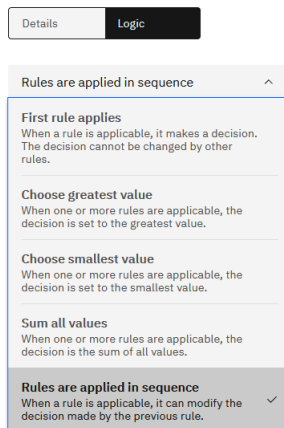 Details
Logic
Rules are applied in sequence
First rule applies
When a rule is applicable, it makes a decision.
The decision cannot be changed by other
rules.
Choose greatest value
When one or more rules are applicable, the
decision is set to the greatest value.
Choose smallest value
When one or more rules are applicable, the
decision is set to the smallest value.
Sum all values
When one or more rules are applicable, the
decision is the sum of all values.
Rules are applied in sequence
When a rule is applicable, it can modify the
decision made by the previous rule.